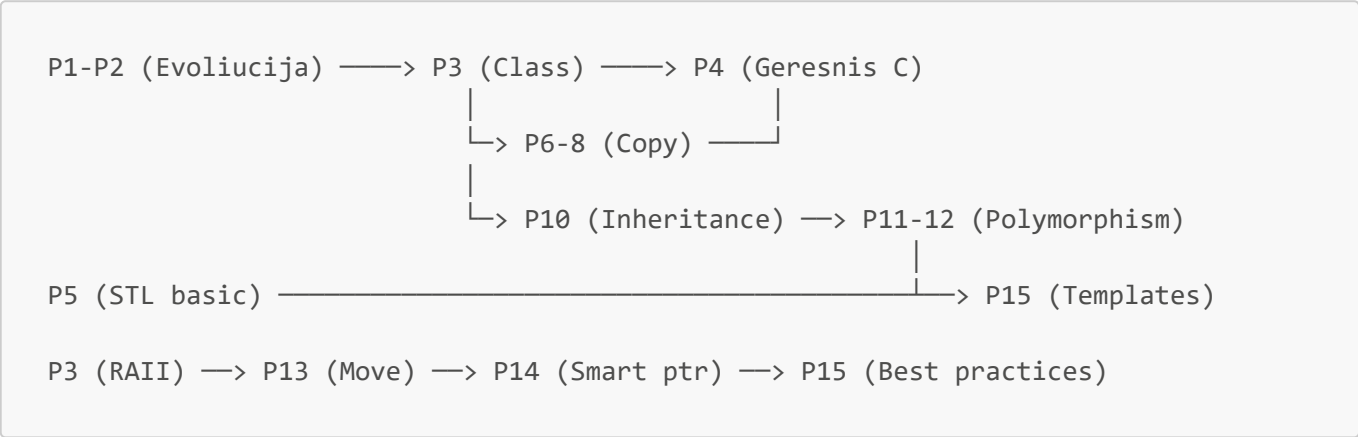 P1-P2 (Evoliucija) ────> P3 (Class) ────> P4 (Geresnis C)
└─> P6-8 (Copy) ────┘
└─> P10 (Inheritance) ──> P11-12 (Polymorphism)
P5 (STL basic) ─────────────────────────────────┴──> P15 (Templates)
P3 (RAII) ──> P13 (Move) ──> P14 (Smart ptr) ──> P15 (Best practices)